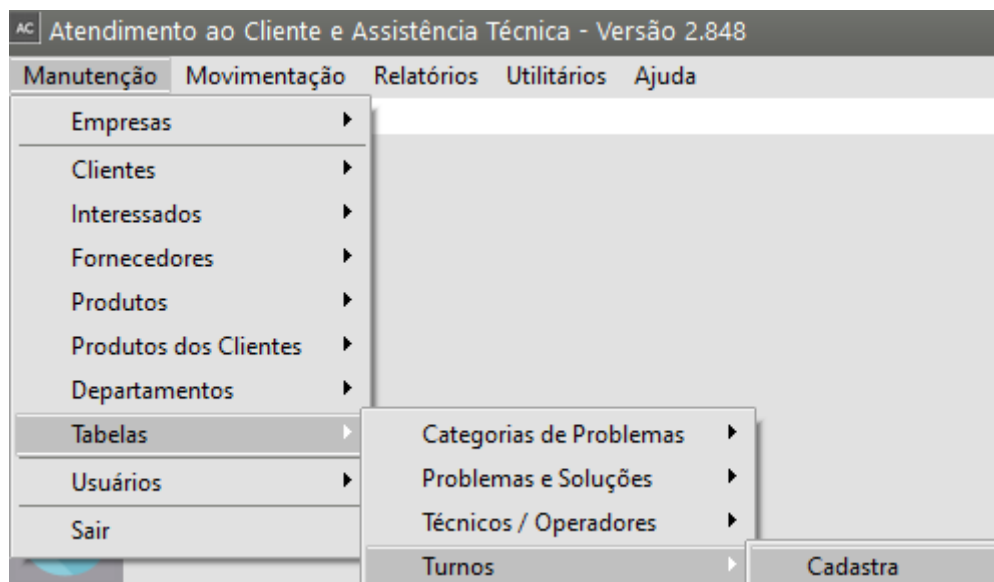 AC Atendimento ao Cliente e Assistência Técnica - Versão 2.848
Manutenção Movimentação Relatórios Utilitários Ajuda
Empresas
Clientes
Interessados
Fornecedores
Produtos
Produtos dos Clientes
Departamentos
Tabelas
Usuários
Sair
Categorias de Problemas
Problemas e Soluções
Técnicos / Operadores
Turnos
Cadastra